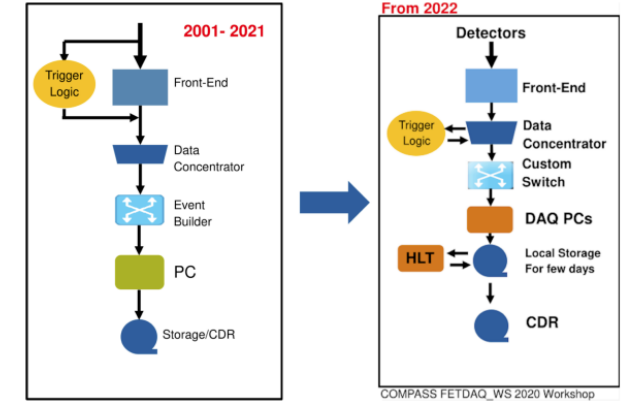 2001- 2021
Trigger
Logic
Front-End
Data
Concentrator
Event
Builder
PC
Storage/CDR
From 2022
Detectors
Front-End
Trigger
Logic
Data
Concentrator
Custom
Switch
DAQ PCs
HLT
Local Storage
For few days
CDR
COMPASS FETDAQ_WS 2020 Workshop